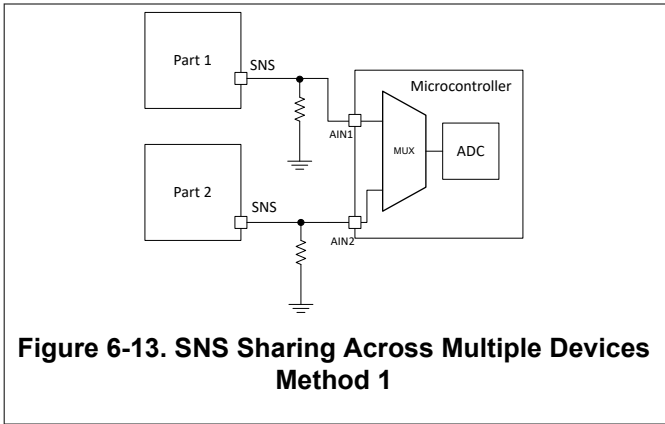 Part 1
SNS
Microcontroller
AIN1
MUX
ADC
Part 2
SNS
AIN2
Figure 6-13. SNS Sharing Across Multiple Devices
Method 1